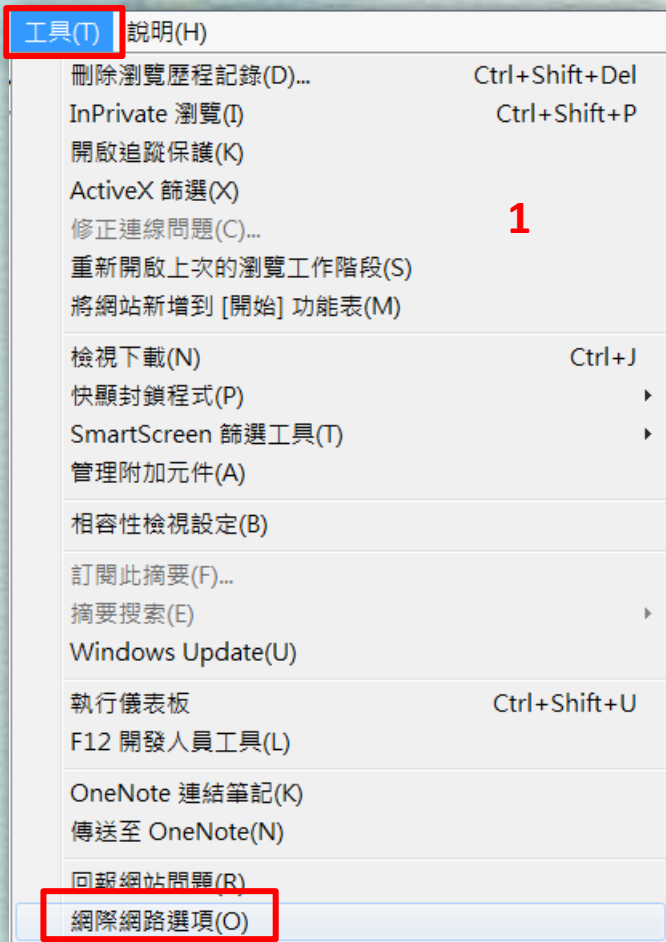 工具(T) 說明(H)
刪除瀏覽歷程記錄(D)... Ctrl+Shift+Del
InPrivate 瀏覽(I) Ctrl+Shift+P
開啟追蹤保護(K)
ActiveX 篩選(X)
1
修正連線問題(C)...
重新開啟上次的瀏覽工作階段(S)
將網站新增到 [開始] 功能表(M)
檢視下載(N) Ctrl+J
快顯封鎖程式(P)
SmartScreen 篩選工具(T)
管理附加元件(A)
相容性檢視設定(B)
訂閱此摘要(F)...
摘要搜索(E)
Windows Update(U)
執行儀表板 Ctrl+Shift+U
F12 開發人員工具(L)
OneNote 連結筆記(K)
傳送至 OneNote(N)
回報網站問題(R)
網際網路選項(O)